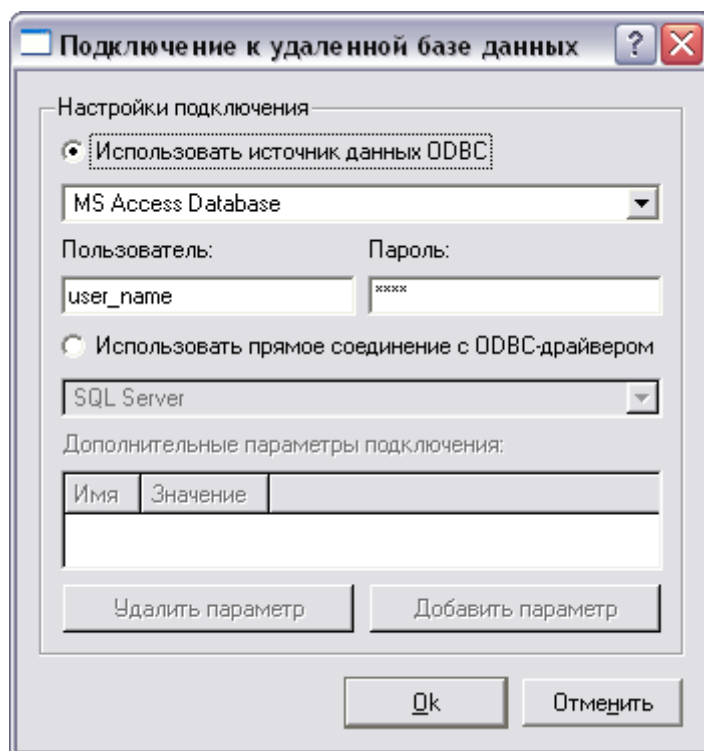 Подключение к удаленной базе данных
Настройки подключения
Использовать источник данных ODBC
MS Access Database
Пользователь: Пароль:
user_name ****
Использовать прямое соединение с ODBC-драйвером
SQL Server
Дополнительные параметры подключения:
Имя Значение
Удалить параметр Добавить параметр
Ok Отменить